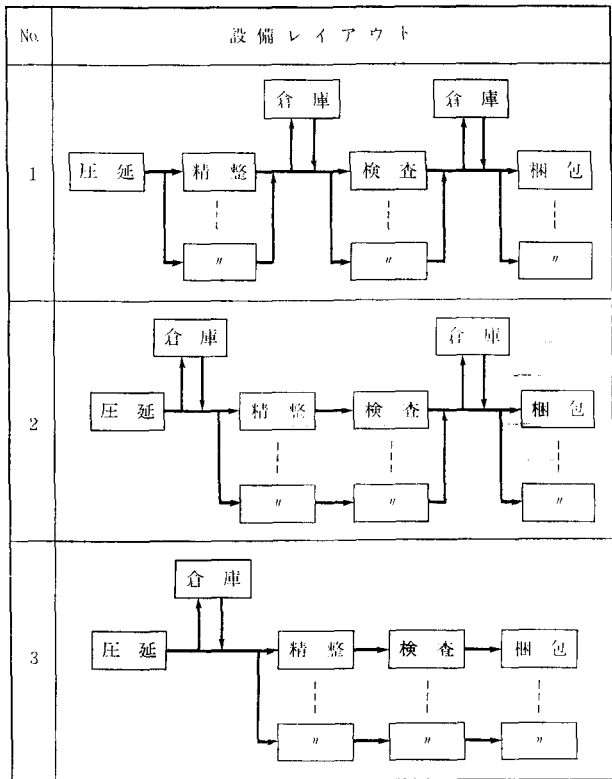 No. 設備レイアウト
倉庫 倉庫
1 圧延 精整 検査 梱包
〃 〃 〃
倉庫 倉庫
2 圧延 精整 検査 梱包
〃 〃 〃
倉庫
3 圧延 精整 検査 梱包
〃 〃 〃